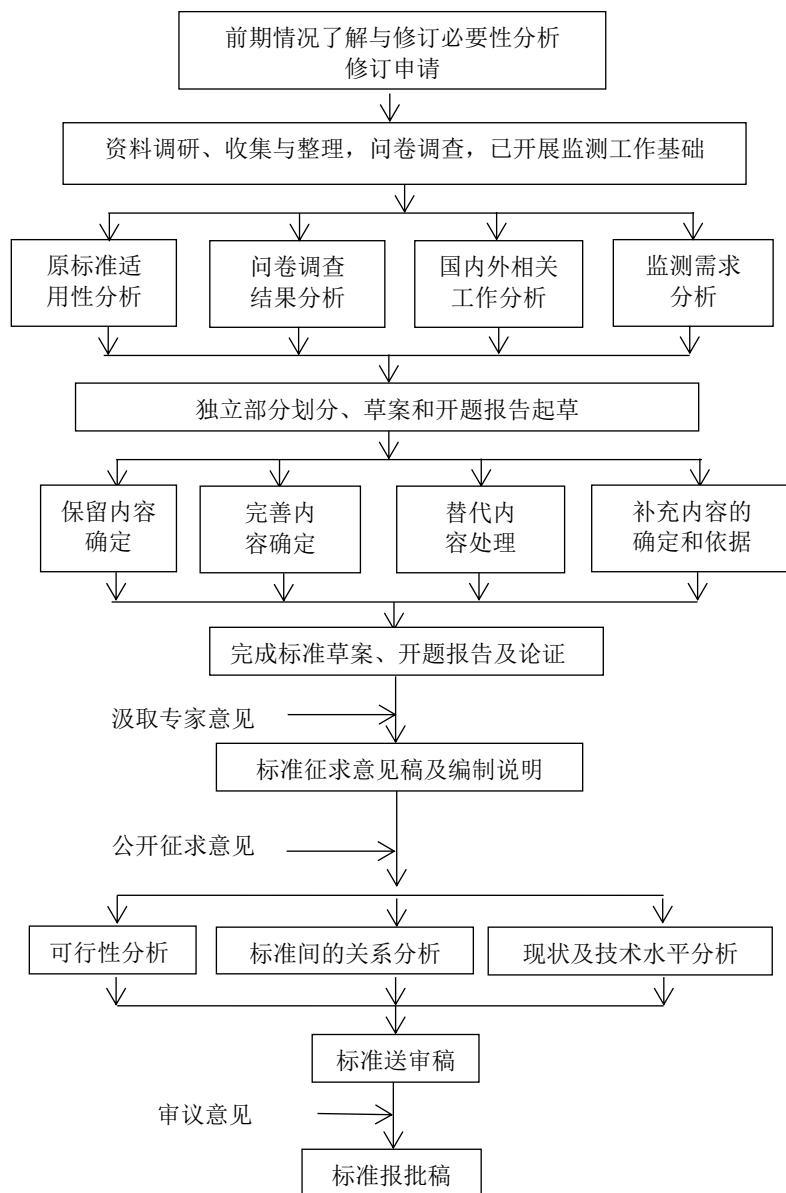 前期情况了解与修订必要性分析
修订申请
资料调研、收集与整理，问卷调查，已开展监测工作基础
原标准适
用性分析
问卷调查
结果分析
国内外相关
工作分析
监测需求
分析
独立部分划分、草案和开题报告起草
保留内容
确定
完善内
容确定
替代内
容处理
补充内容的
确定和依据
完成标准草案、开题报告及论证
汲取专家意见
标准征求意见稿及编制说明
公开征求意见
可行性分析
标准间的关系分析
现状及技术水平分析
标准送审稿
审议意见
标准报批稿